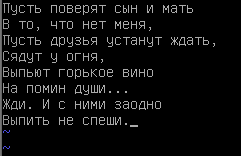 Пусть поверят сын и мать
В то, что нет меня,
Пусть друзья устанут ждать,
Сядут у огня,
Выпьют горькое вино
На помин души...
Жди. И с ними заодно
Выпить не спеши.
~
~